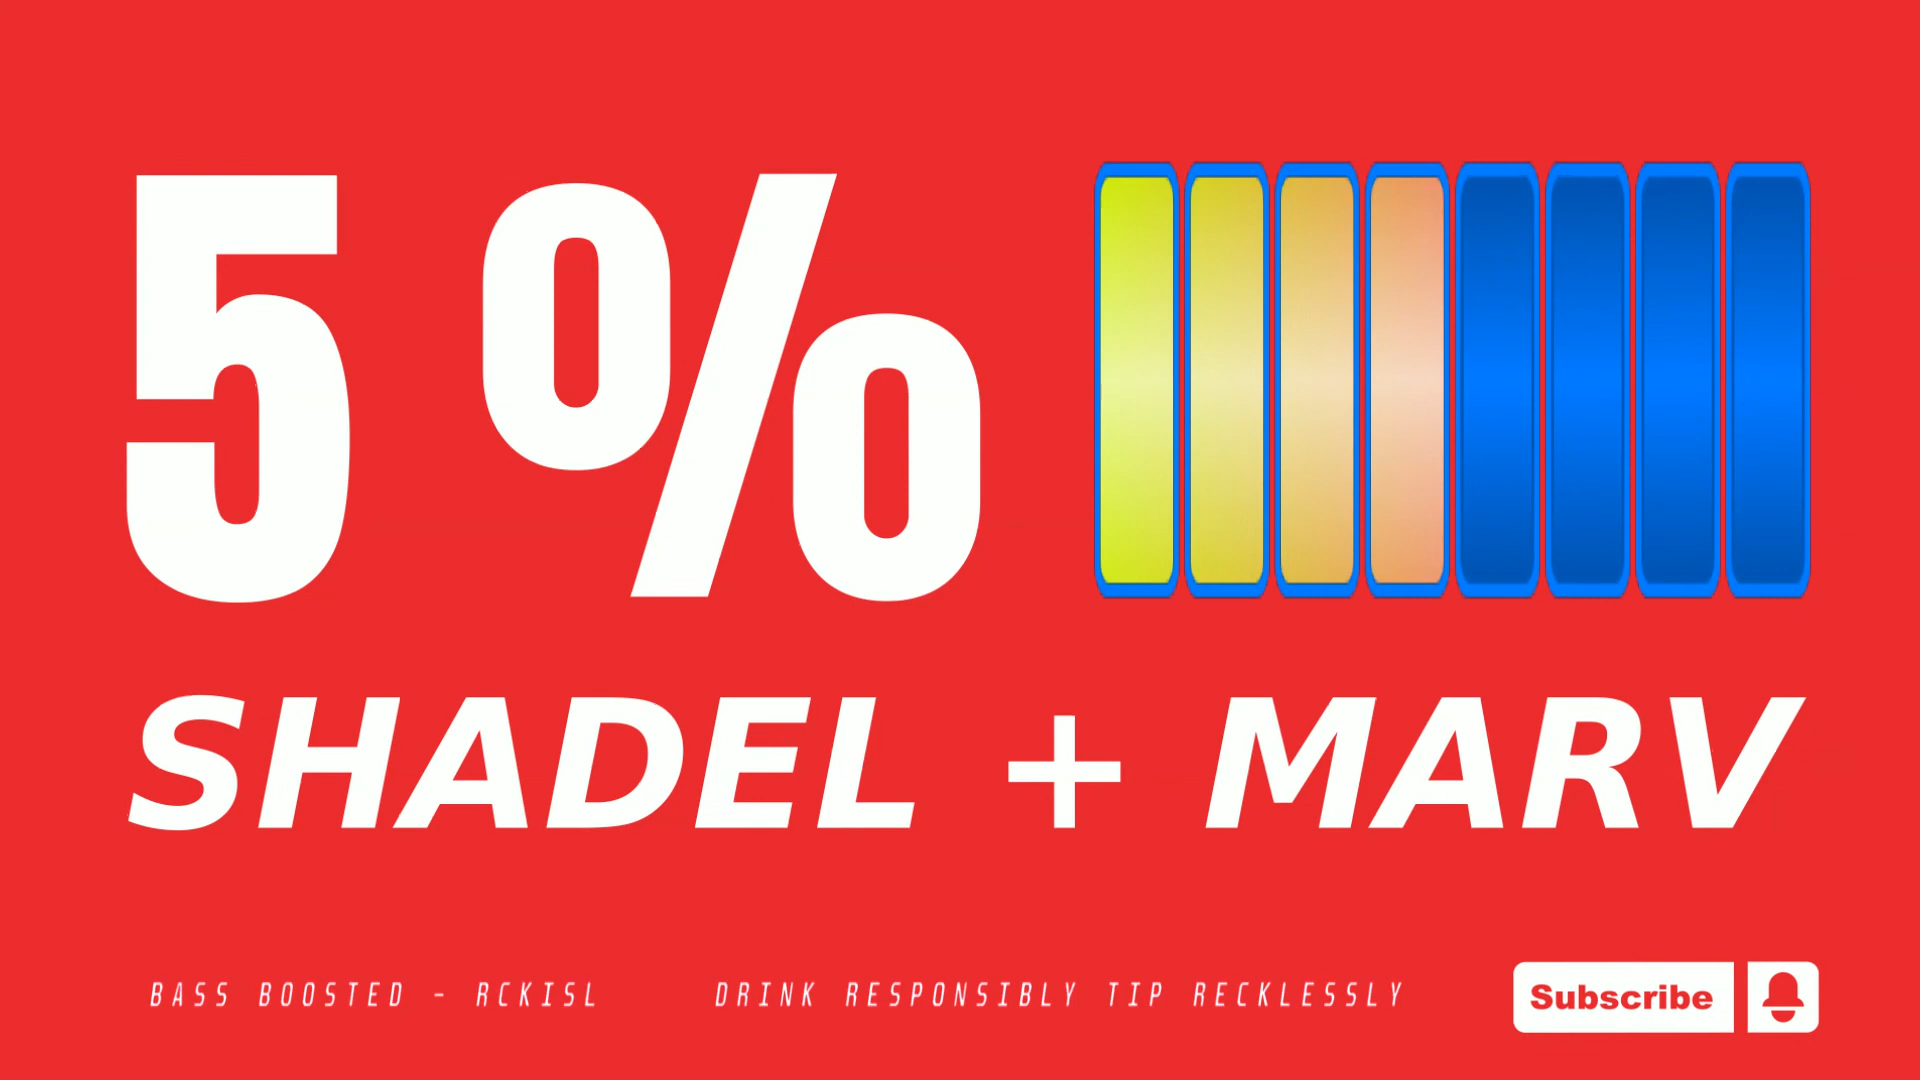 5 %
SHADEL + MARV
BASS BOOSTED - RCKISL
DRINK RESPONSIBLY TIP RECKLESSLY
Subscribe